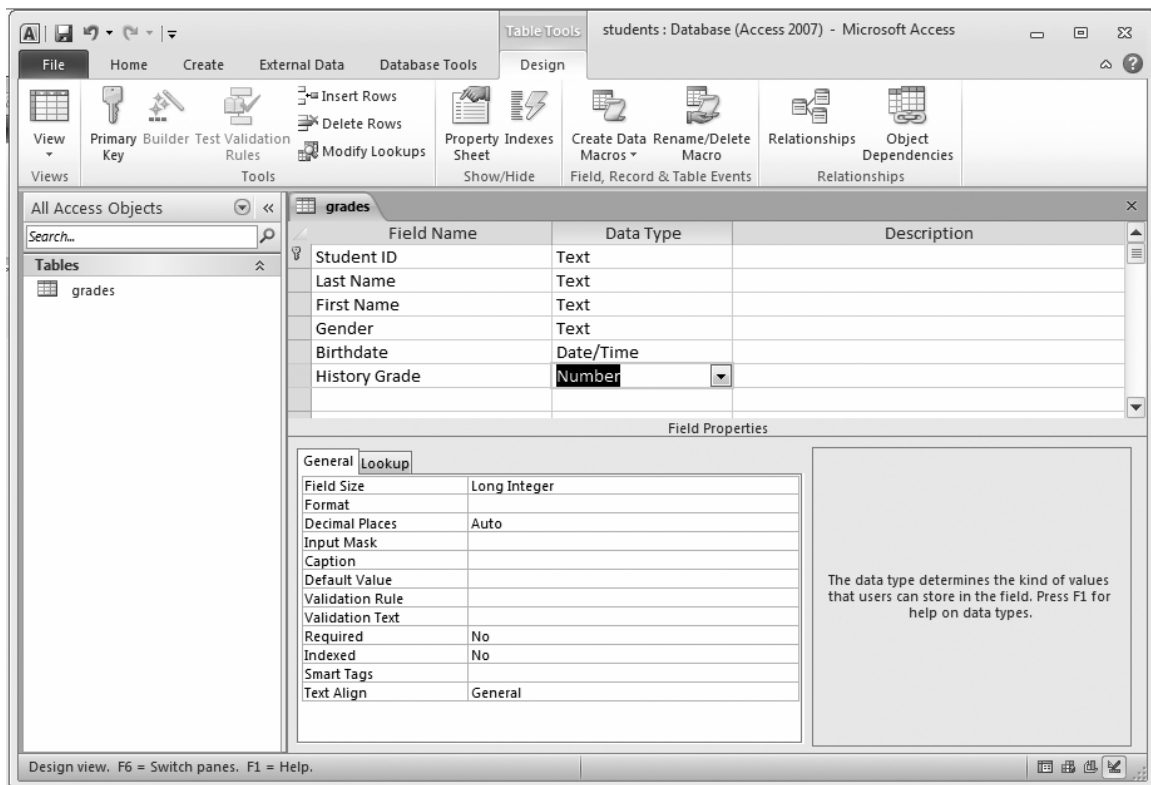 Table Tools
students : Database (Access 2007) - Microsoft Access
File Home Create External Data Database Tools Design
View
Primary Key
Builder
Test Validation Rules
Insert Rows
Delete Rows
Modify Lookups
Property Sheet
Indexes
Create Data Macros
Rename/Delete Macro
Relationships
Object Dependencies
Views Tools Show/Hide Field, Record & Table Events Relationships
All Access Objects
Search...
Tables
grades
grades
Field Name Data Type Description
Student ID Text
Last Name Text
First Name Text
Gender Text
Birthdate Date/Time
History Grade Number
Field Properties
General Lookup
Field Size Long Integer
Format
Decimal Places Auto
Input Mask
Caption
Default Value
Validation Rule
Validation Text
Required No
Indexed No
Smart Tags
Text Align General
The data type determines the kind of values
that users can store in the field. Press F1 for
help on data types.
Design view. F6 = Switch panes. F1 = Help.